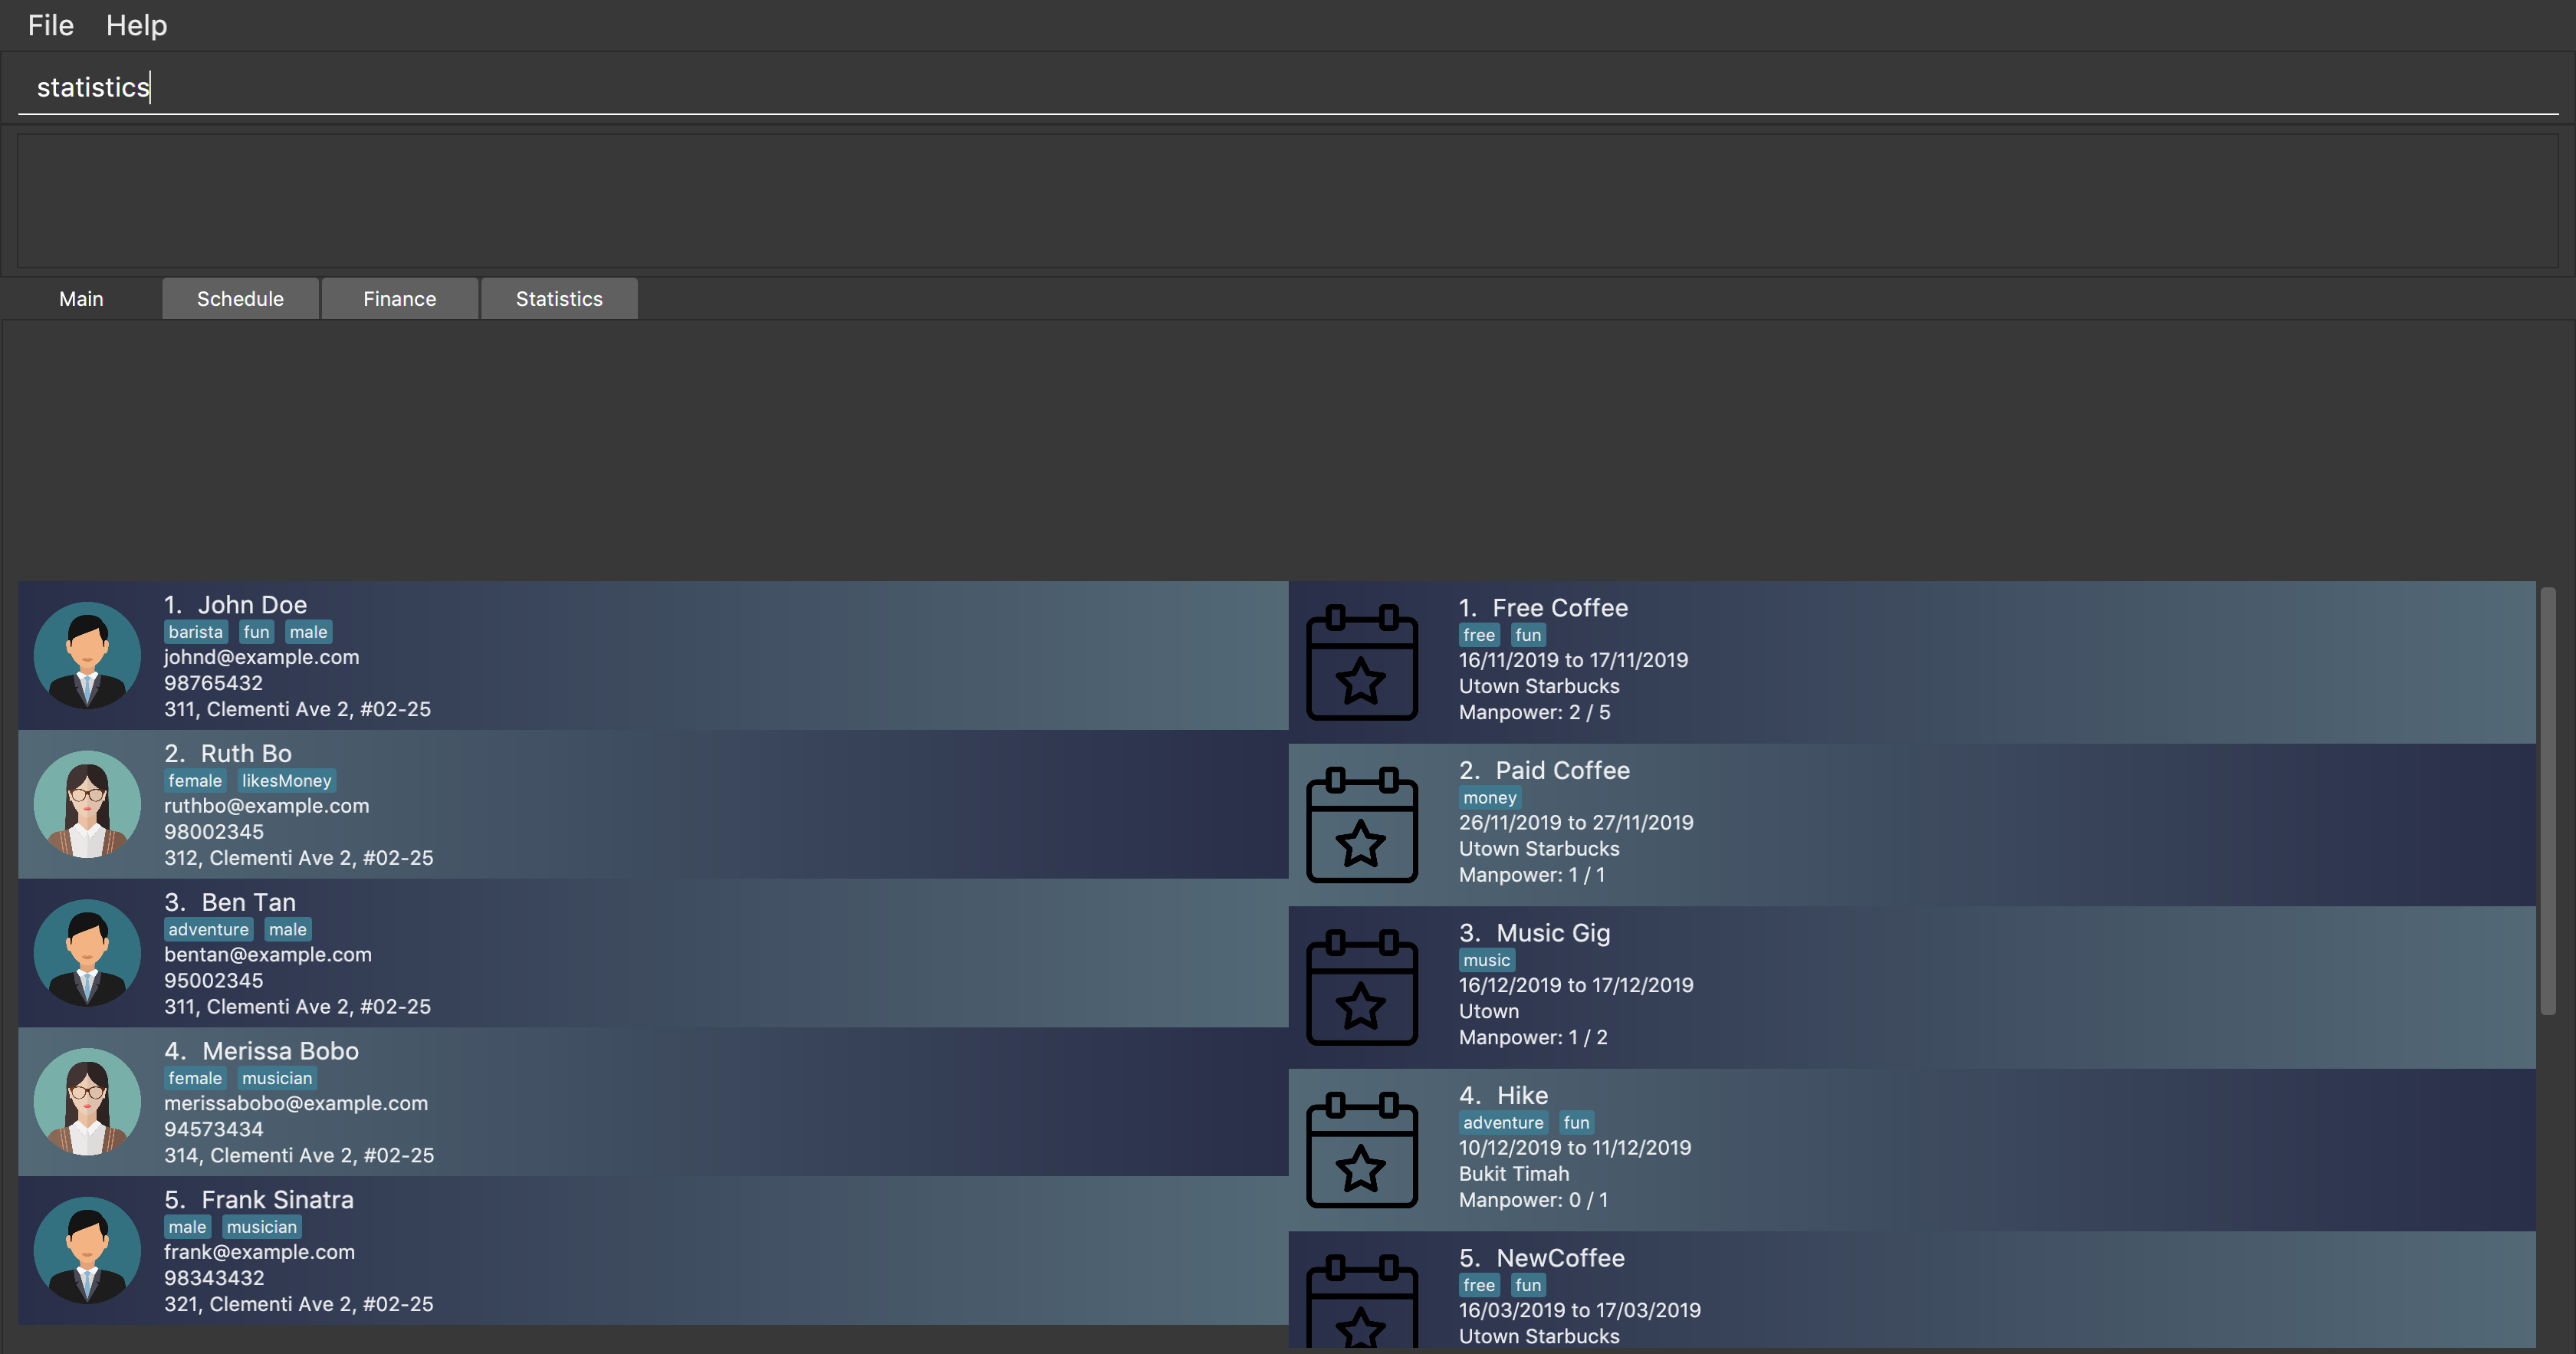 File Help
statistics
Main Schedule Finance Statistics
1. John Doe
barista fun male
johnd@example.com
98765432
311, Clementi Ave 2, #02-25
2. Ruth Bo
female likesMoney
ruthbo@example.com
98002345
312, Clementi Ave 2, #02-25
3. Ben Tan
adventure male
bentan@example.com
95002345
311, Clementi Ave 2, #02-25
4. Merissa Bobo
female musician
merissabobo@example.com
94573434
314, Clementi Ave 2, #02-25
5. Frank Sinatra
male musician
frank@example.com
98343432
321, Clementi Ave 2, #02-25
1. Free Coffee
free fun
16/11/2019 to 17/11/2019
Utown Starbucks
Manpower: 2 / 5
2. Paid Coffee
money
26/11/2019 to 27/11/2019
Utown Starbucks
Manpower: 1 / 1
3. Music Gig
music
16/12/2019 to 17/12/2019
Utown
Manpower: 1 / 2
4. Hike
adventure fun
10/12/2019 to 11/12/2019
Bukit Timah
Manpower: 0 / 1
5. NewCoffee
free fun
16/03/2019 to 17/03/2019
Utown Starbucks